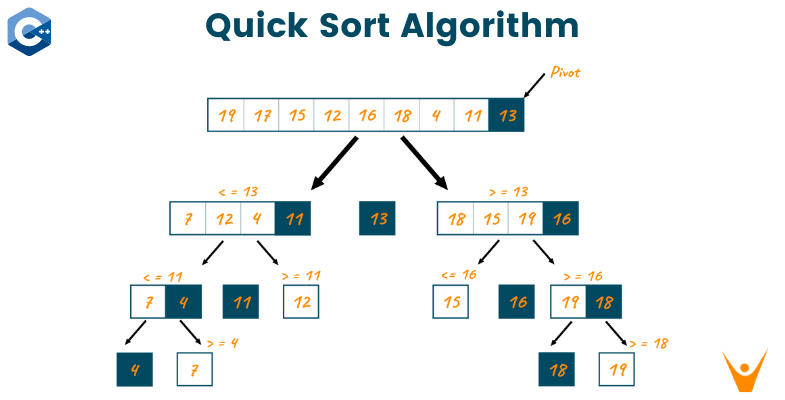 C++
Quick Sort Algorithm
Pivot
19 17 15 12 16 18 4 11 13
< = 13
> = 13
7 12 4 11
13
18 15 19 16
< = 11
> = 11
<= 16
> = 16
7 4
11
12
15
16
19 18
> = 4
> = 18
4
7
18
19